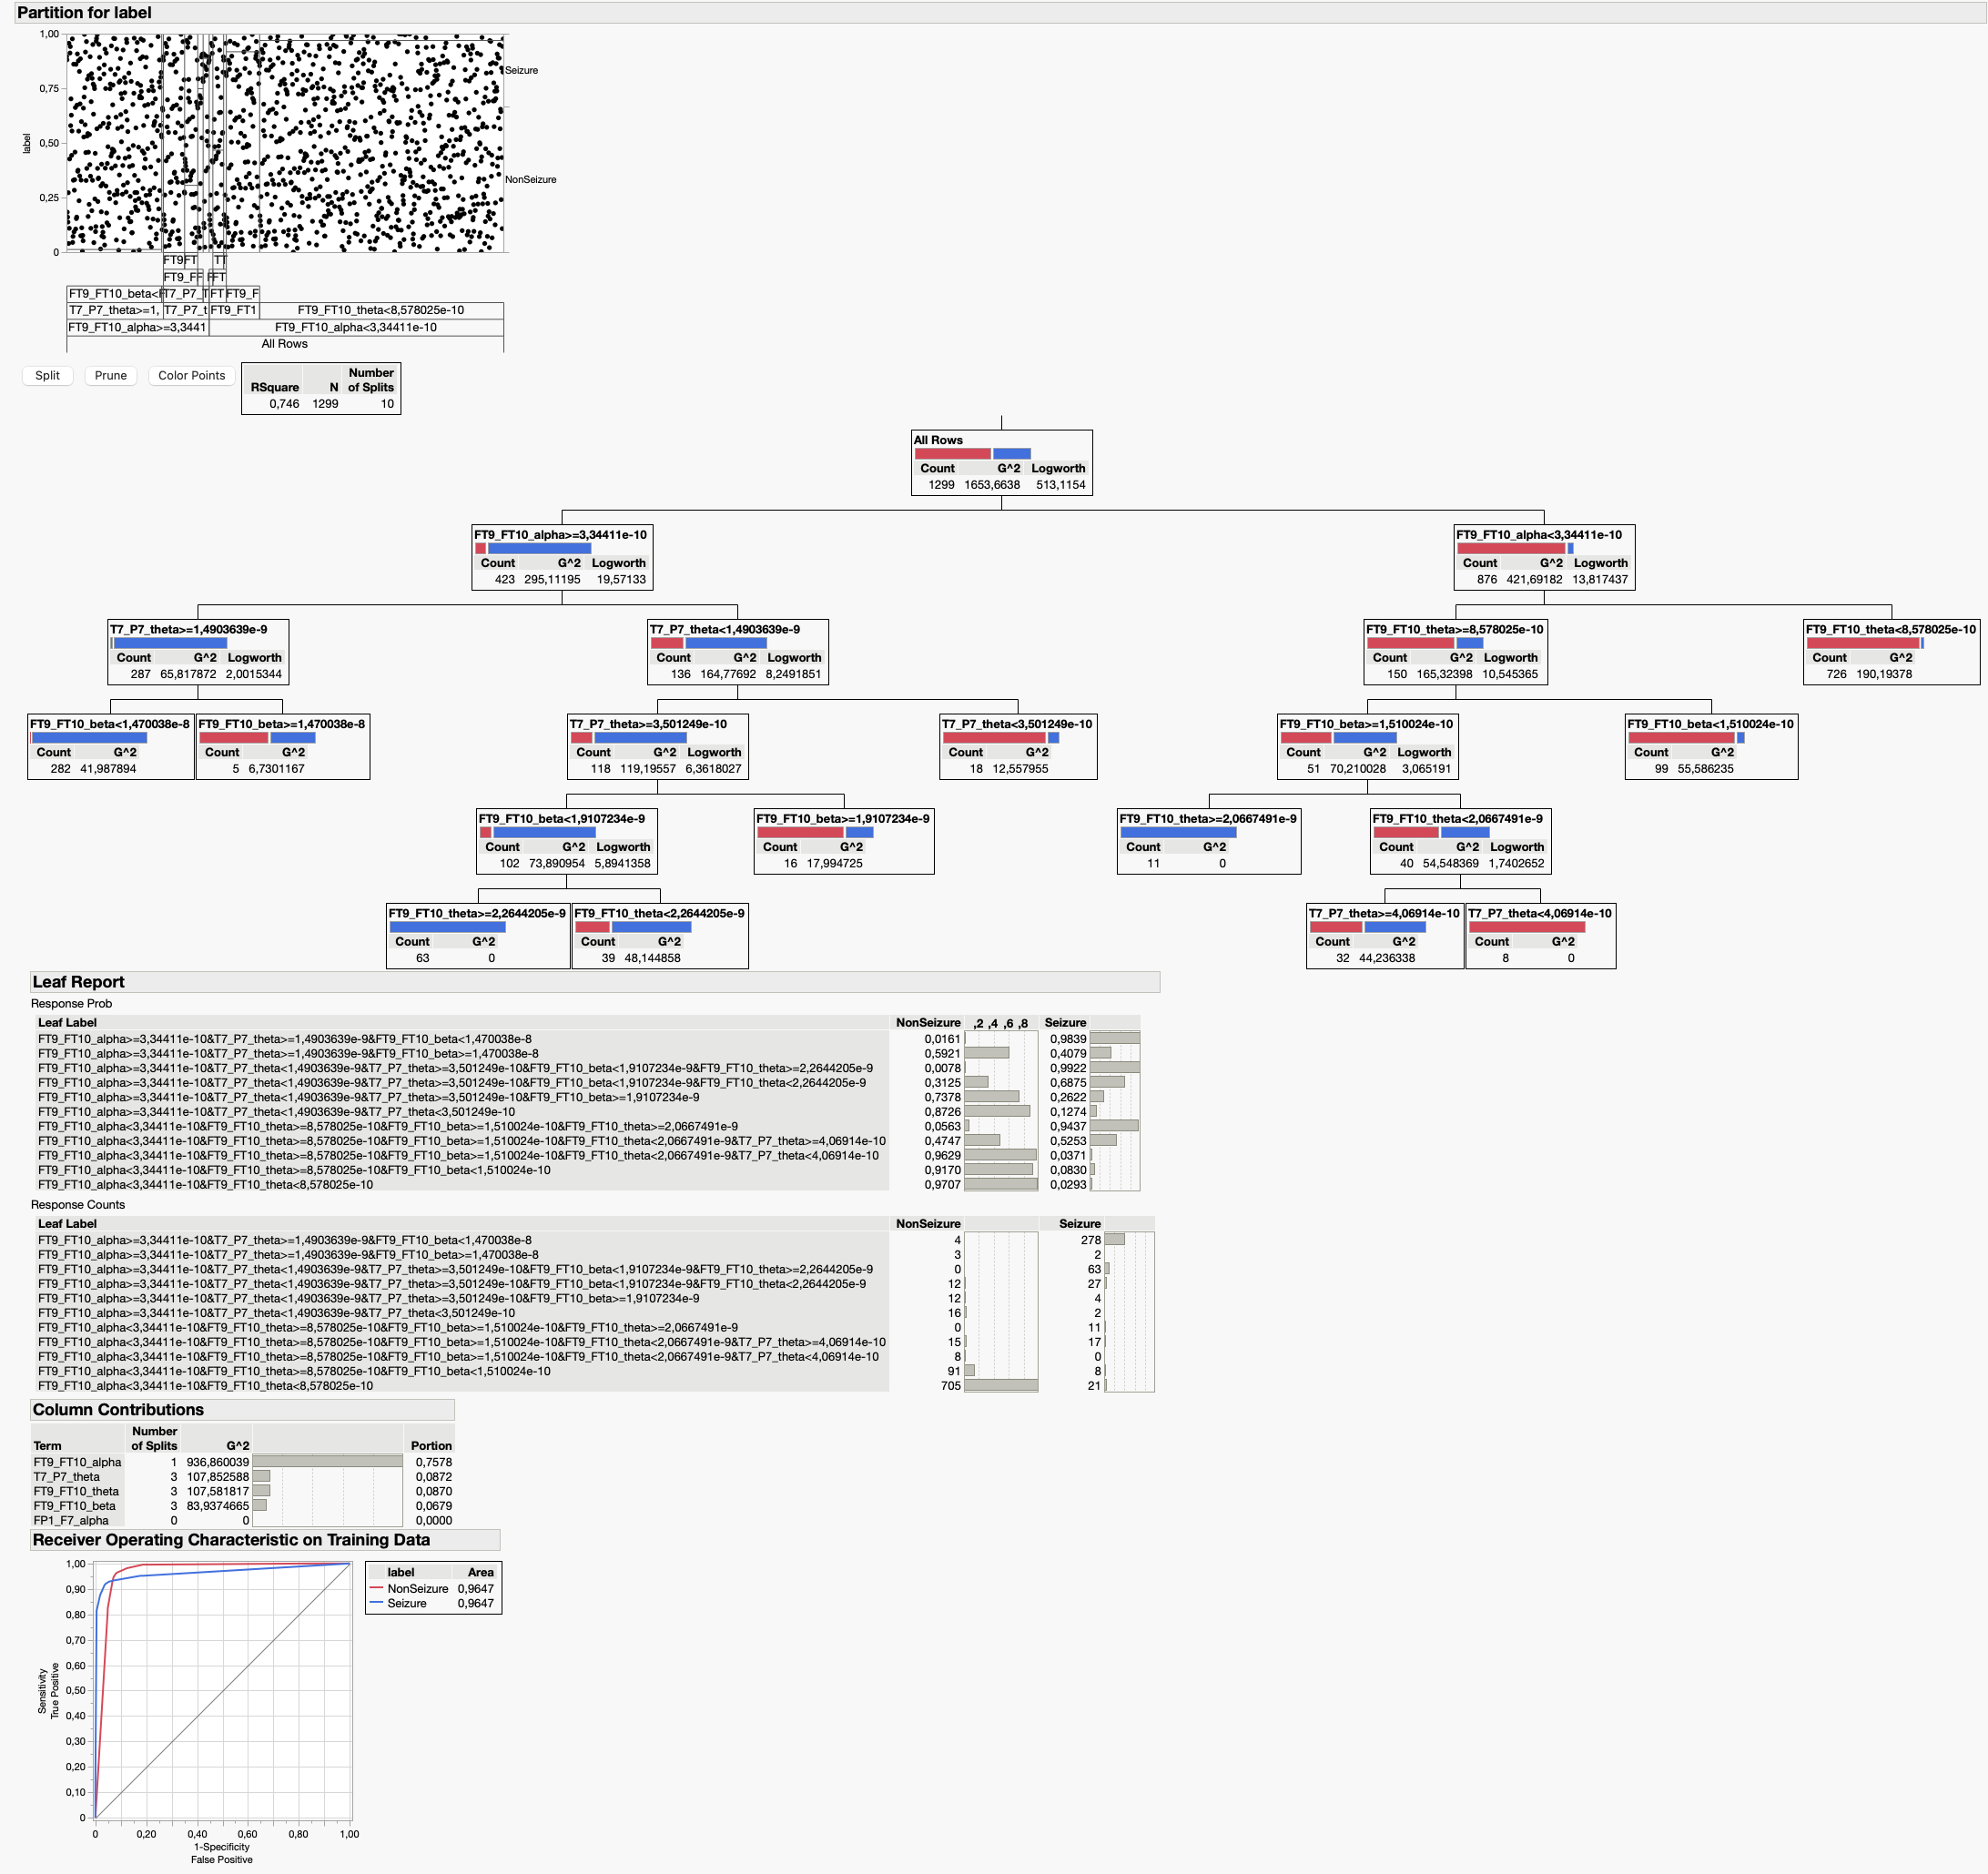 Partition for label
1,00
0,75
0,50
0,25
0
label
Seizure
NonSeizure
FT9 FT TT
FT9_FF FFT
FT9_FT10_beta<F T7_P7_T FT FT9_F
T7_P7_theta>=1, T7_P7_t FT9_FT1 FT9_FT10_theta<8,578025e-10
FT9_FT10_alpha>=3,3441 FT9_FT10_alpha<3,34411e-10
All Rows
Split Prune Color Points
RSquare N Number of Splits
0,746 1299 10
All Rows
Count G^2 Logworth
1299 1653,6638 513,1154
FT9_FT10_alpha>=3,34411e-10
Count G^2 Logworth
423 295,11195 19,57133
FT9_FT10_alpha<3,34411e-10
Count G^2 Logworth
876 421,69182 13,817437
T7_P7_theta>=1,4903639e-9
Count G^2 Logworth
287 65,817872 2,0015344
T7_P7_theta<1,4903639e-9
Count G^2 Logworth
136 164,77692 8,2491851
FT9_FT10_theta>=8,578025e-10
Count G^2 Logworth
150 165,32398 10,545365
FT9_FT10_theta<8,578025e-10
Count G^2
726 190,19378
FT9_FT10_beta<1,470038e-8
Count G^2
282 41,987894
FT9_FT10_beta>=1,470038e-8
Count G^2
5 6,7301167
T7_P7_theta>=3,501249e-10
Count G^2 Logworth
118 119,19557 6,3618027
T7_P7_theta<3,501249e-10
Count G^2
18 12,557955
FT9_FT10_beta>=1,510024e-10
Count G^2 Logworth
51 70,210028 3,065191
FT9_FT10_beta<1,510024e-10
Count G^2
99 55,586235
FT9_FT10_beta<1,9107234e-9
Count G^2 Logworth
102 73,890954 5,8941358
FT9_FT10_beta>=1,9107234e-9
Count G^2
16 17,994725
FT9_FT10_theta>=2,0667491e-9
Count G^2
11 0
FT9_FT10_theta<2,0667491e-9
Count G^2 Logworth
40 54,548369 1,7402652
FT9_FT10_theta>=2,2644205e-9
Count G^2
63 0
FT9_FT10_theta<2,2644205e-9
Count G^2
39 48,144858
T7_P7_theta>=4,06914e-10
Count G^2
32 44,236338
T7_P7_theta<4,06914e-10
Count G^2
8 0
Leaf Report
Response Prob
Leaf Label NonSeizure ,2 ,4 ,6 ,8 Seizure
FT9_FT10_alpha>=3,34411e-10&T7_P7_theta>=1,4903639e-9&FT9_FT10_beta<1,470038e-8 0,0161 0,9839
FT9_FT10_alpha>=3,34411e-10&T7_P7_theta>=1,4903639e-9&FT9_FT10_beta>=1,470038e-8 0,5921 0,4079
FT9_FT10_alpha>=3,34411e-10&T7_P7_theta<1,4903639e-9&T7_P7_theta>=3,501249e-10&FT9_FT10_beta<1,9107234e-9&FT9_FT10_theta>=2,2644205e-9 0,0078 0,9922
FT9_FT10_alpha>=3,34411e-10&T7_P7_theta<1,4903639e-9&T7_P7_theta>=3,501249e-10&FT9_FT10_beta<1,9107234e-9&FT9_FT10_theta<2,2644205e-9 0,3125 0,6875
FT9_FT10_alpha>=3,34411e-10&T7_P7_theta<1,4903639e-9&T7_P7_theta>=3,501249e-10&FT9_FT10_beta>=1,9107234e-9 0,7378 0,2622
FT9_FT10_alpha>=3,34411e-10&T7_P7_theta<1,4903639e-9&T7_P7_theta<3,501249e-10 0,8726 0,1274
FT9_FT10_alpha<3,34411e-10&FT9_FT10_theta>=8,578025e-10&FT9_FT10_beta>=1,510024e-10&FT9_FT10_theta>=2,0667491e-9 0,0563 0,9437
FT9_FT10_alpha<3,34411e-10&FT9_FT10_theta>=8,578025e-10&FT9_FT10_beta>=1,510024e-10&FT9_FT10_theta<2,0667491e-9&T7_P7_theta>=4,06914e-10 0,4747 0,5253
FT9_FT10_alpha<3,34411e-10&FT9_FT10_theta>=8,578025e-10&FT9_FT10_beta>=1,510024e-10&FT9_FT10_theta<2,0667491e-9&T7_P7_theta<4,06914e-10 0,9629 0,0371
FT9_FT10_alpha<3,34411e-10&FT9_FT10_theta>=8,578025e-10&FT9_FT10_beta<1,510024e-10 0,9170 0,0830
FT9_FT10_alpha<3,34411e-10&FT9_FT10_theta<8,578025e-10 0,9707 0,0293
Response Counts
Leaf Label NonSeizure Seizure
FT9_FT10_alpha>=3,34411e-10&T7_P7_theta>=1,4903639e-9&FT9_FT10_beta<1,470038e-8 4 278
FT9_FT10_alpha>=3,34411e-10&T7_P7_theta>=1,4903639e-9&FT9_FT10_beta>=1,470038e-8 3 2
FT9_FT10_alpha>=3,34411e-10&T7_P7_theta<1,4903639e-9&T7_P7_theta>=3,501249e-10&FT9_FT10_beta<1,9107234e-9&FT9_FT10_theta>=2,2644205e-9 0 63
FT9_FT10_alpha>=3,34411e-10&T7_P7_theta<1,4903639e-9&T7_P7_theta>=3,501249e-10&FT9_FT10_beta<1,9107234e-9&FT9_FT10_theta<2,2644205e-9 12 27
FT9_FT10_alpha>=3,34411e-10&T7_P7_theta<1,4903639e-9&T7_P7_theta>=3,501249e-10&FT9_FT10_beta>=1,9107234e-9 12 4
FT9_FT10_alpha>=3,34411e-10&T7_P7_theta<1,4903639e-9&T7_P7_theta<3,501249e-10 16 2
FT9_FT10_alpha<3,34411e-10&FT9_FT10_theta>=8,578025e-10&FT9_FT10_beta>=1,510024e-10&FT9_FT10_theta>=2,0667491e-9 0 11
FT9_FT10_alpha<3,34411e-10&FT9_FT10_theta>=8,578025e-10&FT9_FT10_beta>=1,510024e-10&FT9_FT10_theta<2,0667491e-9&T7_P7_theta>=4,06914e-10 15 17
FT9_FT10_alpha<3,34411e-10&FT9_FT10_theta>=8,578025e-10&FT9_FT10_beta>=1,510024e-10&FT9_FT10_theta<2,0667491e-9&T7_P7_theta<4,06914e-10 8 0
FT9_FT10_alpha<3,34411e-10&FT9_FT10_theta>=8,578025e-10&FT9_FT10_beta<1,510024e-10 91 8
FT9_FT10_alpha<3,34411e-10&FT9_FT10_theta<8,578025e-10 705 21
Column Contributions
Term Number of Splits G^2 Portion
FT9_FT10_alpha 1 936,860039 0,7578
T7_P7_theta 3 107,852588 0,0872
FT9_FT10_theta 3 107,581817 0,0870
FT9_FT10_beta 3 83,9374665 0,0679
FP1_F7_alpha 0 0 0,0000
Receiver Operating Characteristic on Training Data
1,00
0,90
0,80
0,70
0,60
0,50
0,40
0,30
0,20
0,10
0
Sensitivity
True Positive
0 0,20 0,40 0,60 0,80 1,00
1-Specificity
False Positive
label Area
NonSeizure 0,9647
Seizure 0,9647